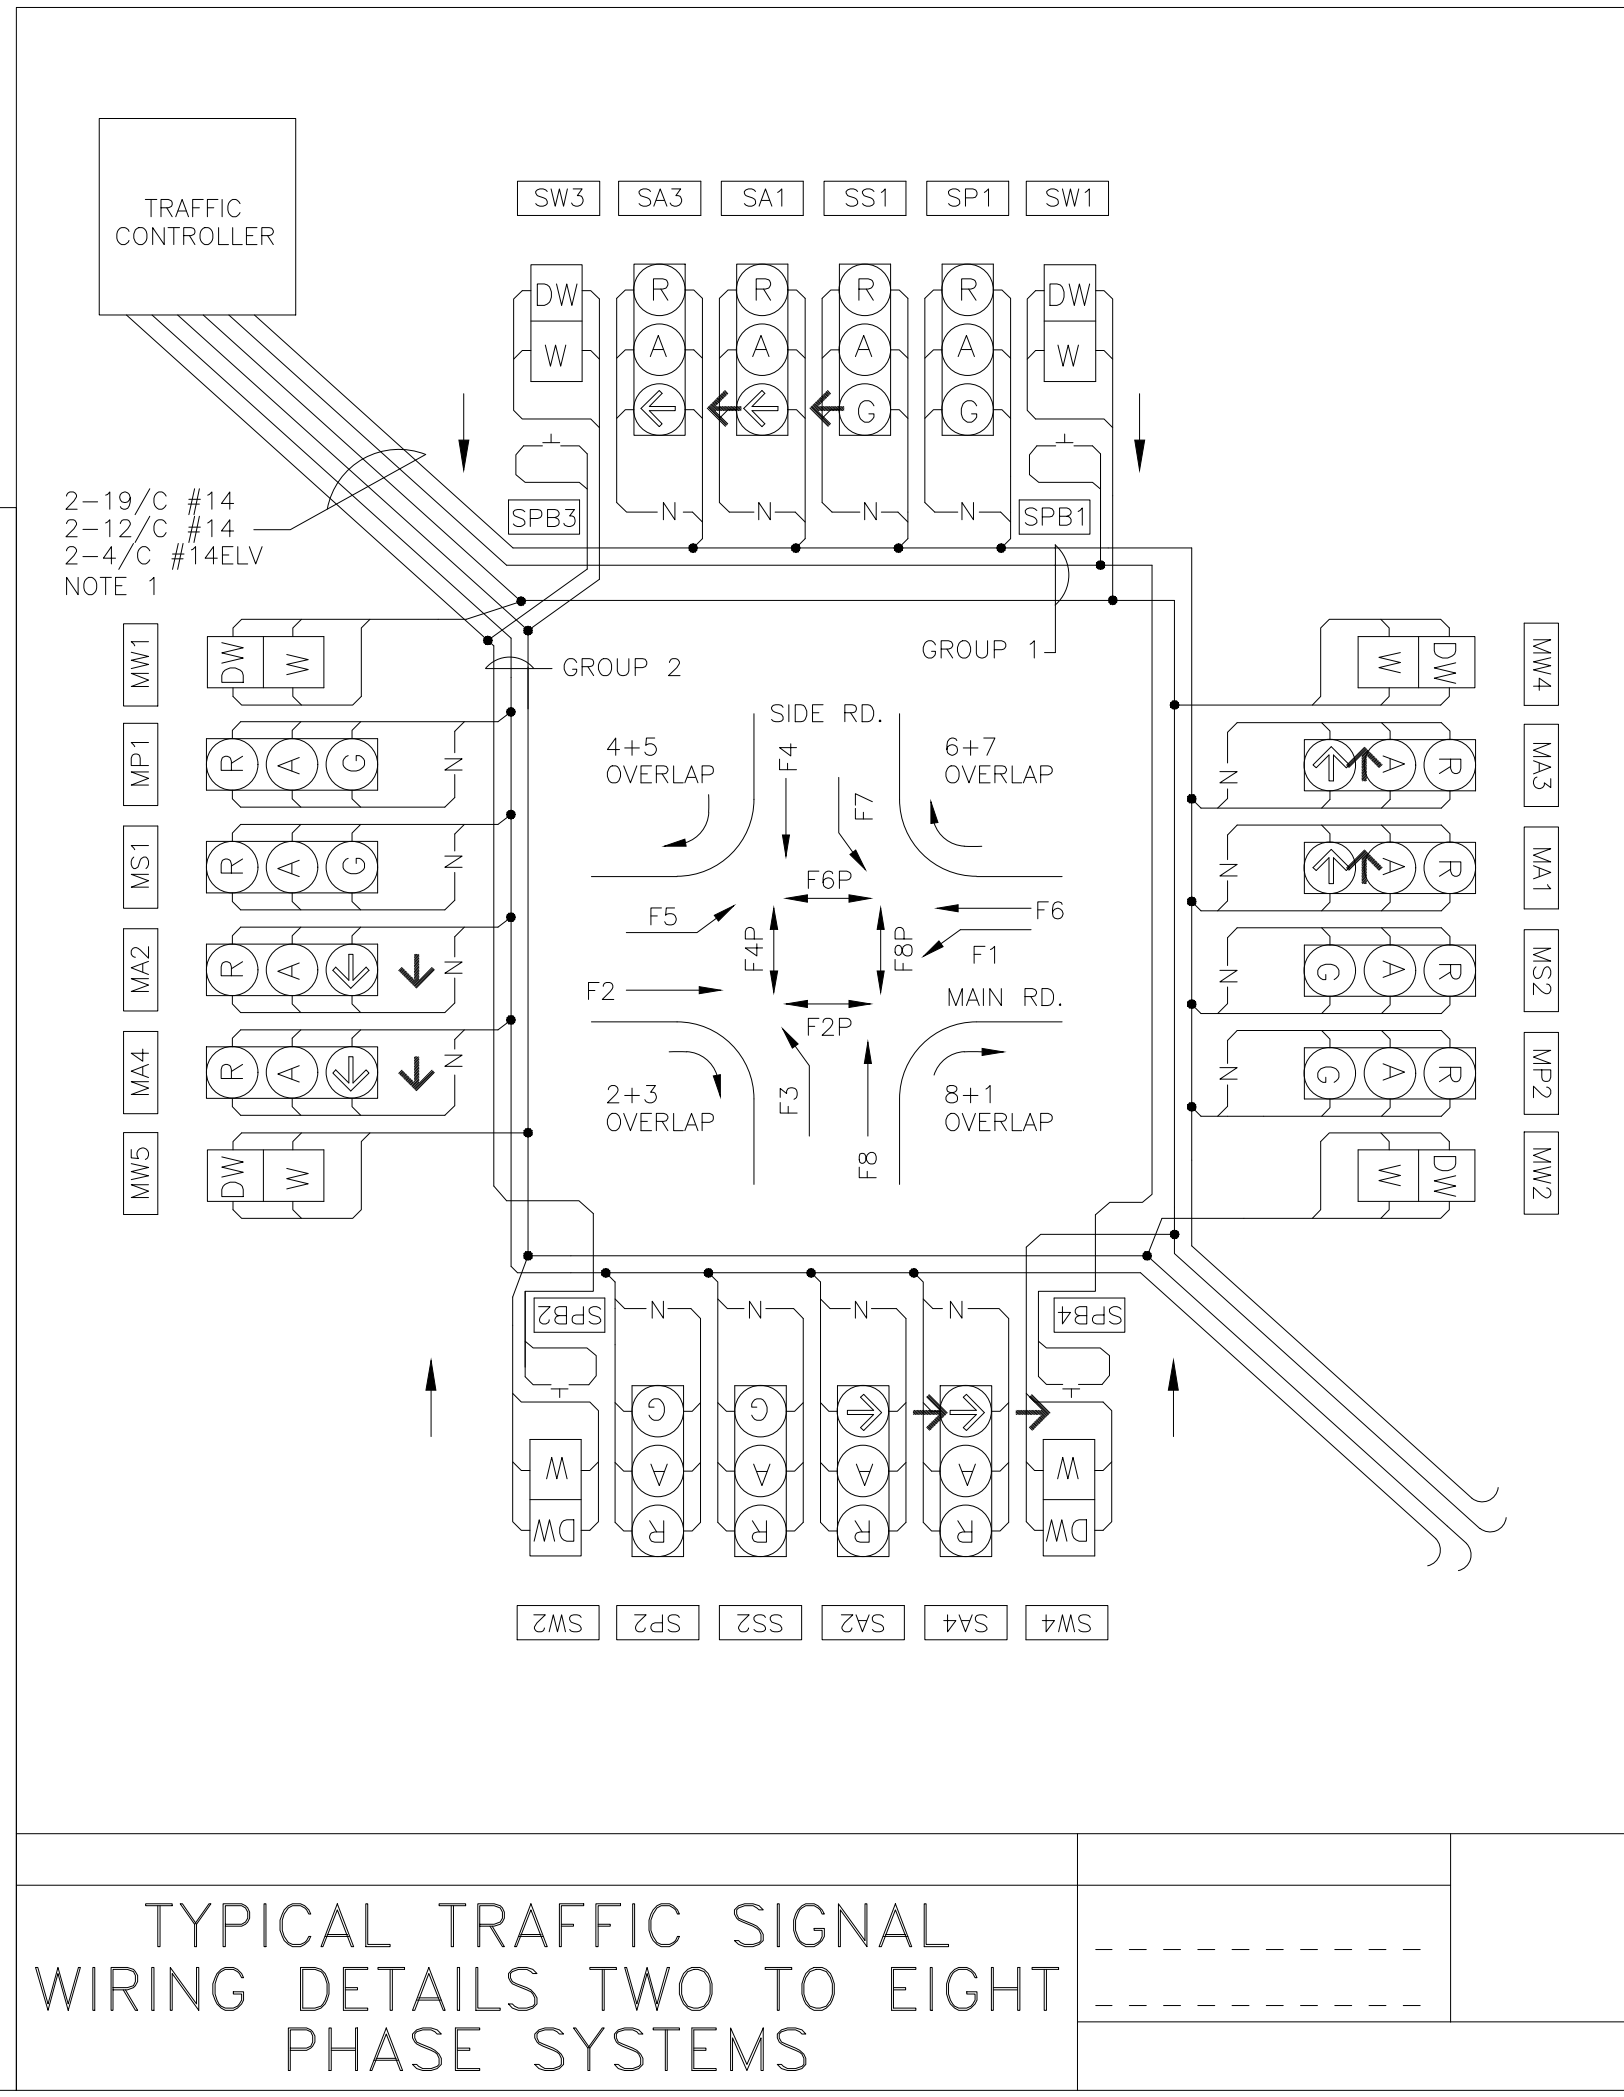 TRAFFIC
CONTROLLER
SW3 SA3 SA1 SS1 SP1 SW1
DW R R R R DW
W A A A A W
G G
N N N N
SPB3 SPB1
2-19/C #14
2-12/C #14
2-4/C #14ELV
NOTE 1
GROUP 1
GROUP 2
MW1 DW W
MP1 R A G N
MS1 R A G N
MA2 R A N
MA4 R A N
MW5 DW W
SIDE RD.
4+5
OVERLAP
F4
F7
6+7
OVERLAP
F6P
F5
F6
F4P
F8P
F1
F2
MAIN RD.
F2P
2+3
OVERLAP
F3
F8
8+1
OVERLAP
W DW MW4
N A R MA3
N A R MA1
N G A R MS2
N G A R MP2
W DW MW2
N N N N
SPB2 SPB4
G G
W A A A A W
DW R R R R DW
SW2 SP2 SS2 SA2 SA4 SW4
TYPICAL TRAFFIC SIGNAL
WIRING DETAILS TWO TO EIGHT
PHASE SYSTEMS